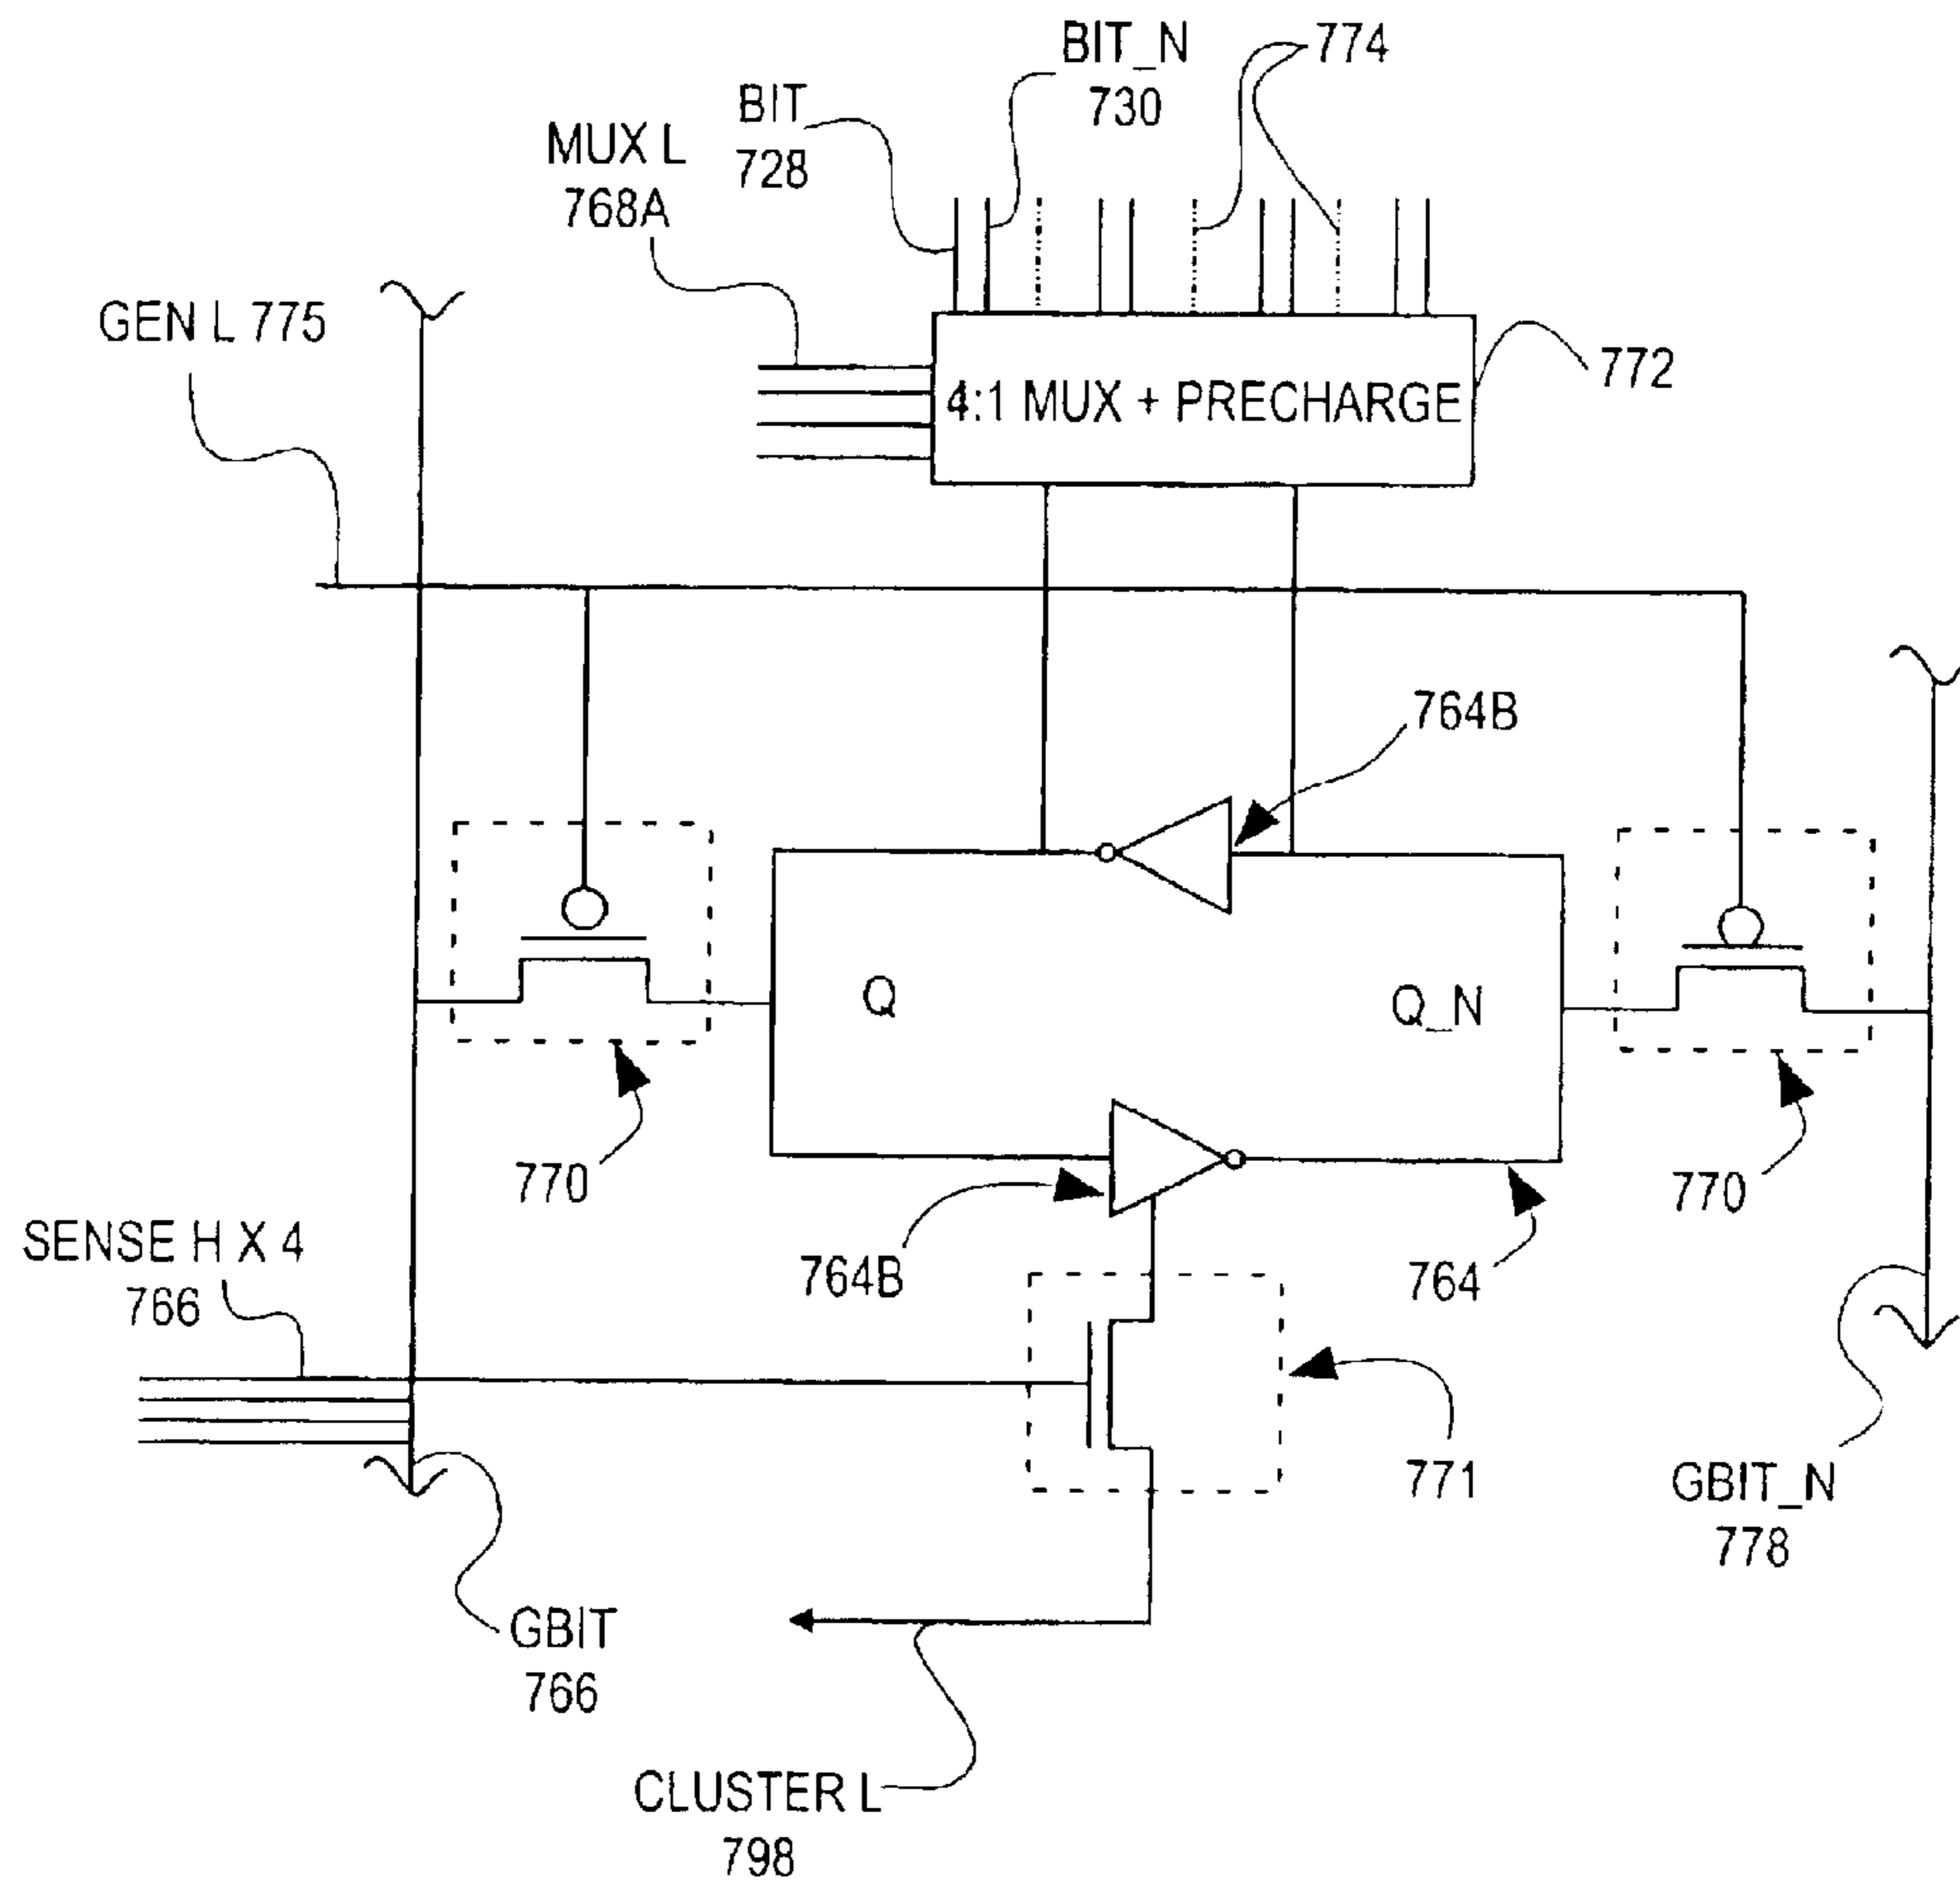 BIT_N
730
774
BIT
728
MUX L
768A
GEN L 775
4:1 MUX + PRECHARGE
772
764B
Q
Q_N
770
764B
764
770
SENSE H X 4
766
771
GBIT_N
778
GBIT
766
CLUSTER L
798